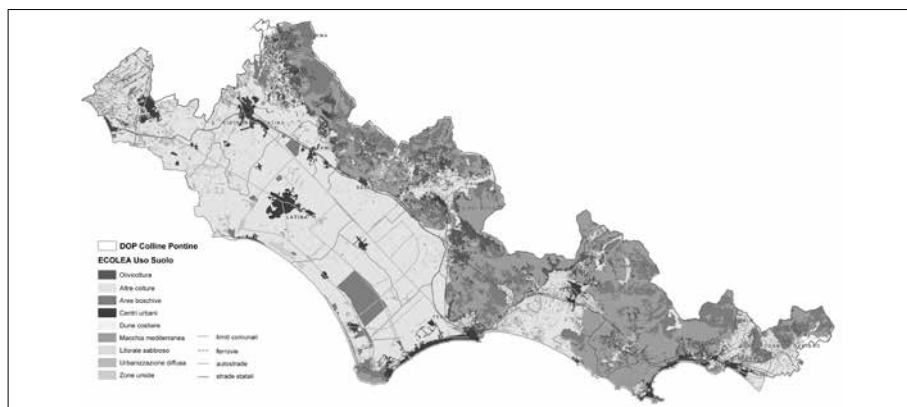 LATINA
DOP Colline Pontine
ECOLEA Uso Suolo
Olivicoltura
Altre colture
Aree boschive
Centri urbani
Dune costiere
Macchia mediterranea
Litorale sabbioso
Urbanizzazione diffusa
Zone umide
limiti comunali
ferrovie
autostrade
strade statali